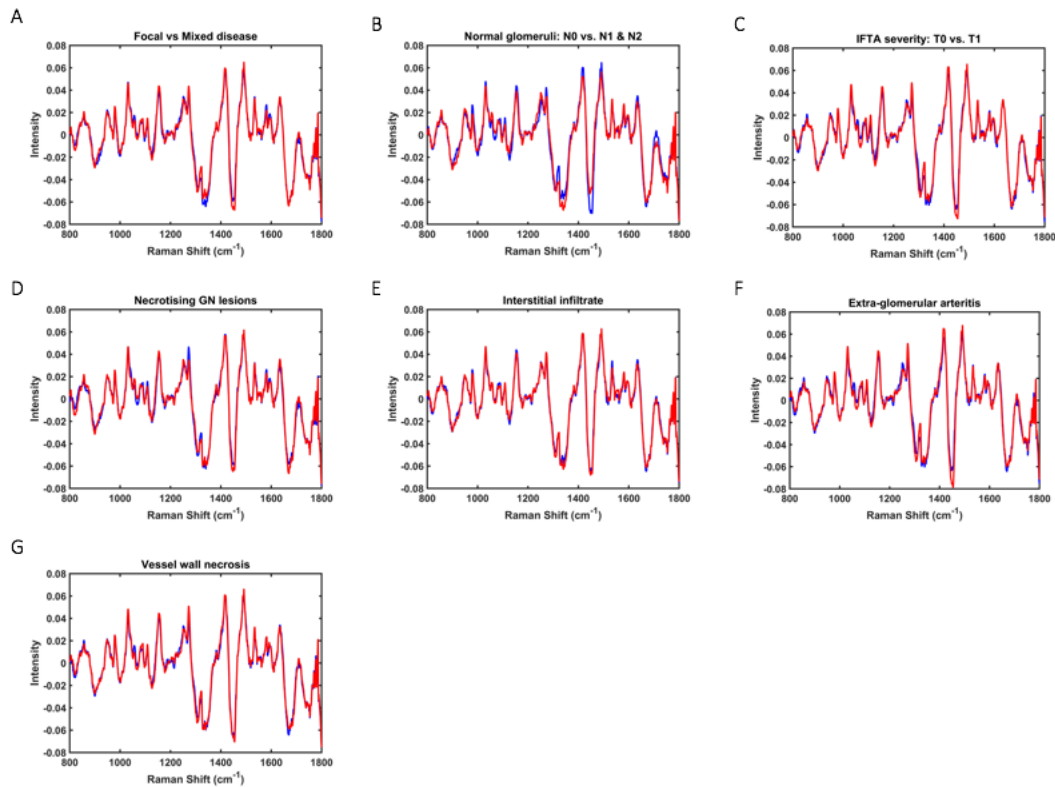 A
Focal vs Mixed disease
0.08
0.06
0.04
0.02
0
-0.02
-0.04
-0.06
-0.08
Intensity
800 1000 1200 1400 1600 1800
Raman Shift (cm-1)
B
Normal glomeruli: N0 vs. N1 & N2
0.08
0.06
0.04
0.02
0
-0.02
-0.04
-0.06
-0.08
Intensity
800 1000 1200 1400 1600 1800
Raman Shift (cm-1)
C
IFTA severity: T0 vs. T1
0.08
0.06
0.04
0.02
0
-0.02
-0.04
-0.06
-0.08
Intensity
800 1000 1200 1400 1600 1800
Raman Shift (cm-1)
D
Necrotising GN lesions
0.08
0.06
0.04
0.02
0
-0.02
-0.04
-0.06
-0.08
Intensity
800 1000 1200 1400 1600 1800
Raman Shift (cm-1)
E
Interstitial infiltrate
0.08
0.06
0.04
0.02
0
-0.02
-0.04
-0.06
-0.08
Intensity
800 1000 1200 1400 1600 1800
Raman Shift (cm-1)
F
Extra-glomerular arteritis
0.08
0.06
0.04
0.02
0
-0.02
-0.04
-0.06
-0.08
Intensity
800 1000 1200 1400 1600 1800
Raman Shift (cm-1)
G
Vessel wall necrosis
0.08
0.06
0.04
0.02
0
-0.02
-0.04
-0.06
-0.08
Intensity
800 1000 1200 1400 1600 1800
Raman Shift (cm-1)